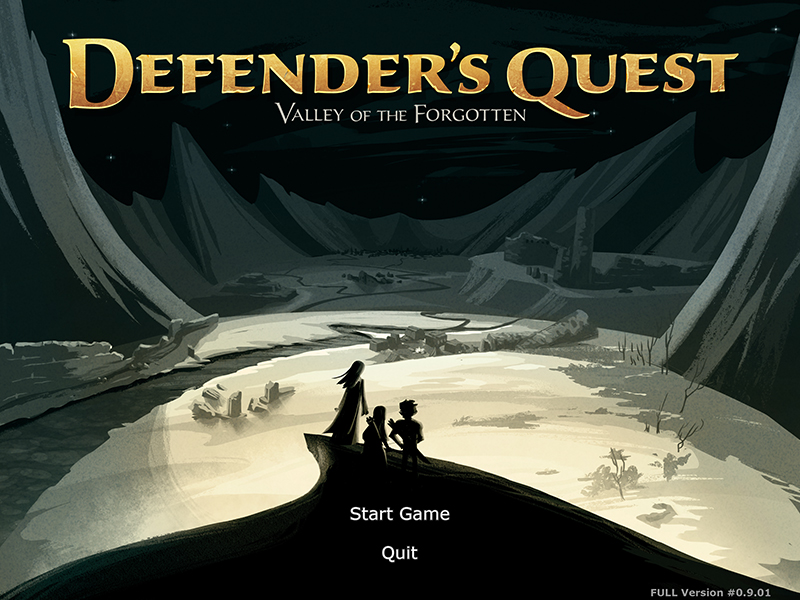 Defender's Quest
Valley of the Forgotten
Start Game
Quit
FULL Version #0.9.01